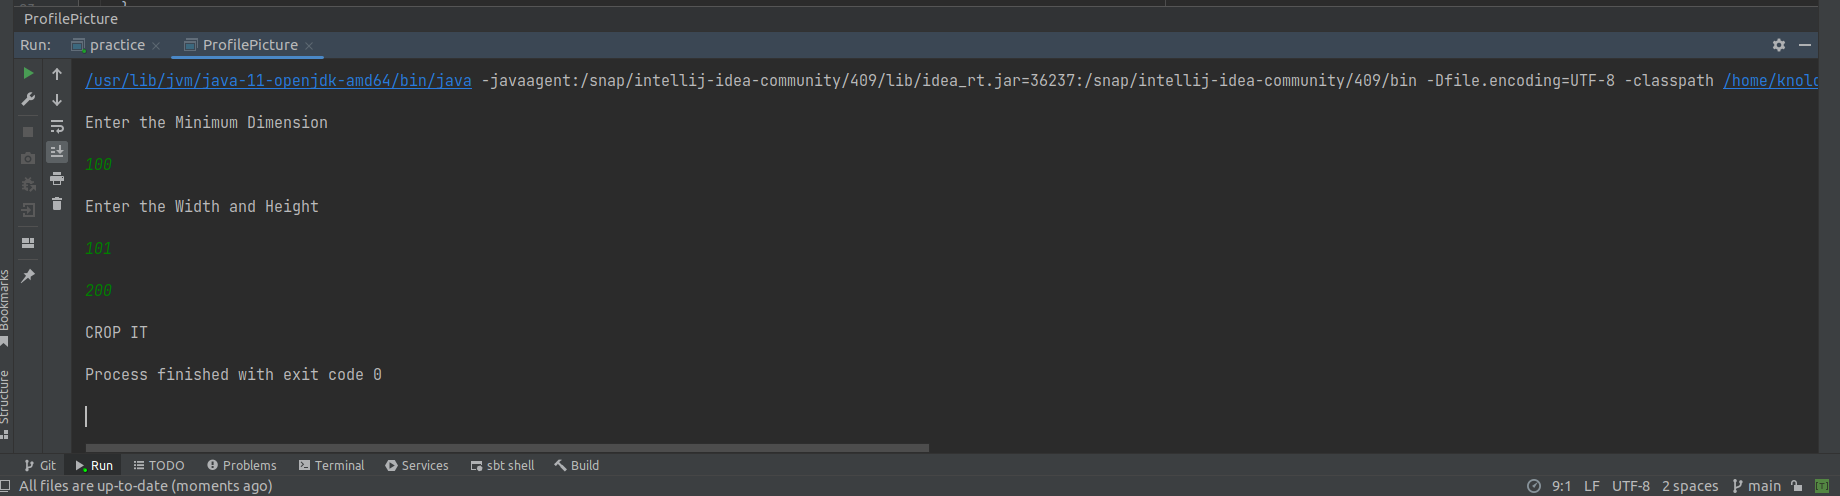 ProfilePicture
Run: practice ProfilePicture
/usr/lib/jvm/java-11-openjdk-amd64/bin/java -javaagent:/snap/intellij-idea-community/409/lib/idea_rt.jar=36237:/snap/intellij-idea-community/409/bin -Dfile.encoding=UTF-8 -classpath /home/knol
Enter the Minimum Dimension
100
Enter the Width and Height
101
200
CROP IT
Process finished with exit code 0
Bookmarks
Structure
Git Run TODO Problems Terminal Services sbt shell Build
All files are up-to-date (moments ago) 9:1 LF UTF-8 2 spaces main